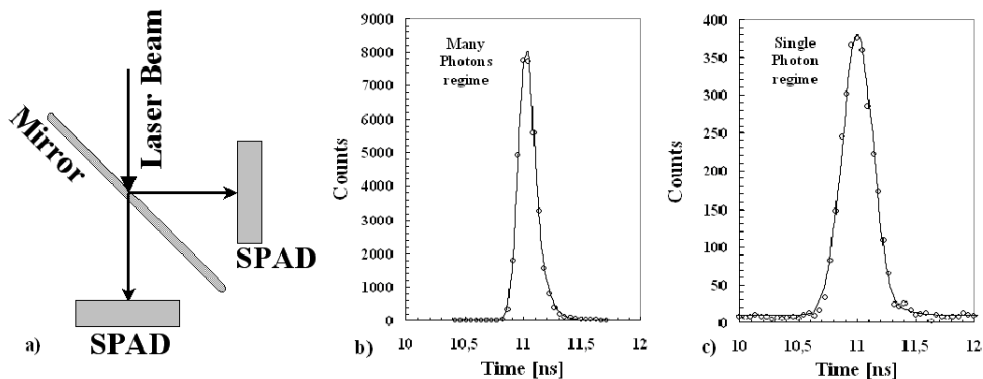 Mirror
Laser Beam
SPAD
SPAD
a)
Many
Photons
regime
Counts
9000
8000
7000
6000
5000
4000
3000
2000
1000
0
10
10,5
11
11,5
12
b)
Time [ns]
Single
Photon
regime
Counts
400
350
300
250
200
150
100
50
0
10
10,5
11
11,5
12
c)
Time [ns]